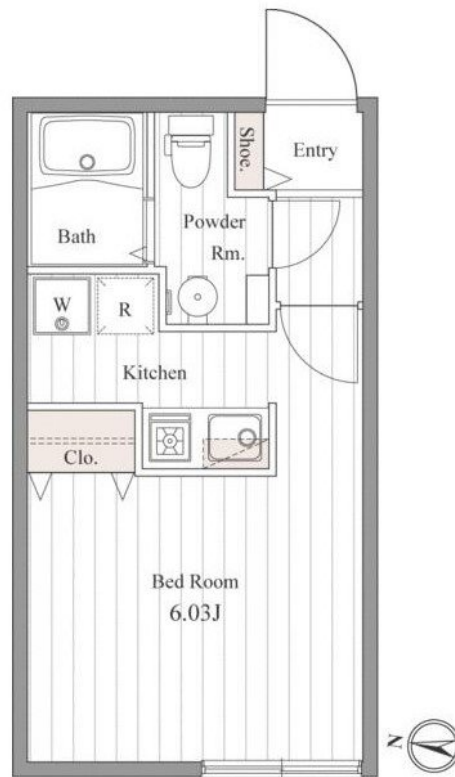 Shoe.
Entry
Bath
Powder
Rm.
W
R
Kitchen
Clo.
Bed Room
6.03J
N